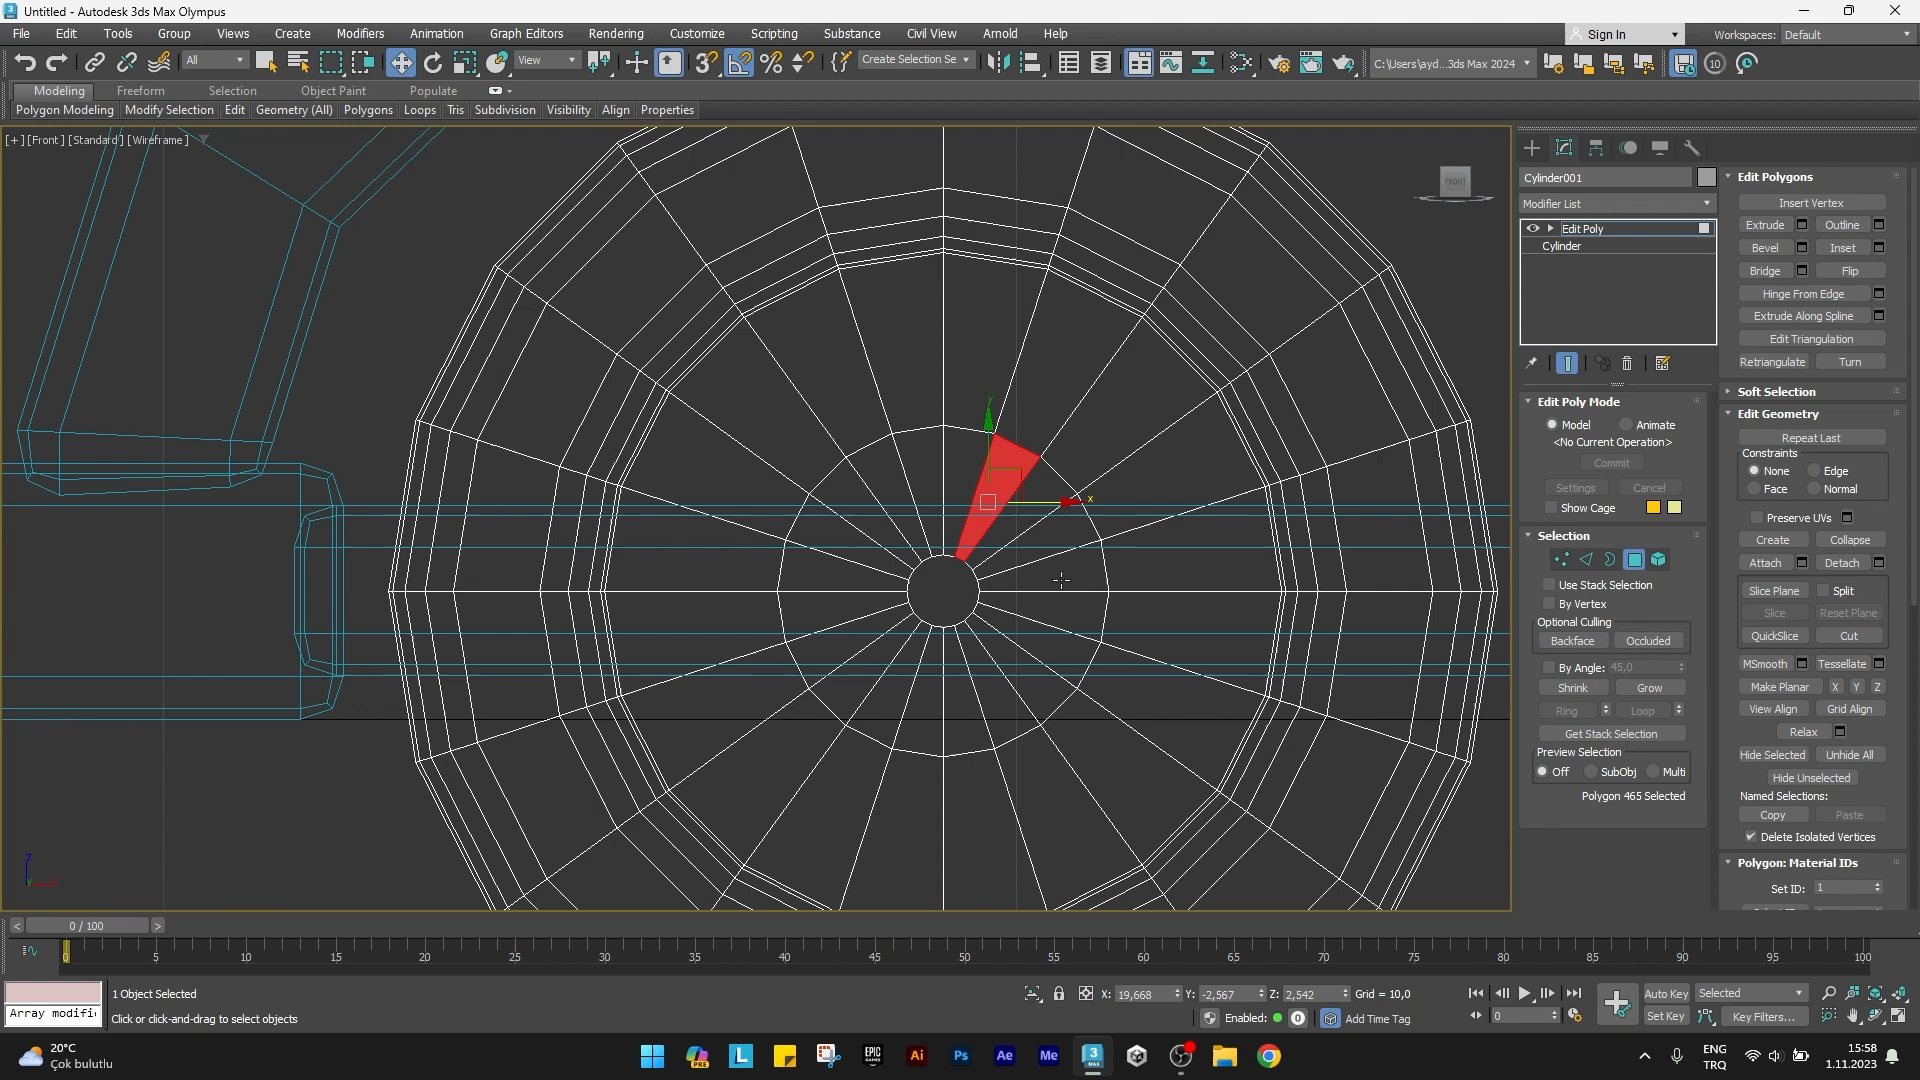 Untitled - Autodesk 3ds Max Olympus
File Edit Tools Group Views Create Modifiers Animation Graph Editors Rendering Customize Scripting Substance Civil View Arnold Help
Sign In Workspaces: Default
All View Create Selection Se C:\Users\ayd...3ds Max 2024 10
Modeling Freeform Selection Object Paint Populate
Polygon Modeling Modify Selection Edit Geometry (All) Polygons Loops Tris Subdivision Visibility Align Properties
[+] [Front] [Standard] [Wireframe]
FRONT
y
x
z
y
x
Cylinder001
Modifier List
Edit Poly
Cylinder
Edit Poly Mode
Model Animate
<No Current Operation>
Commit
Settings Cancel
Show Cage
Selection
Use Stack Selection
By Vertex
Optional Culling
Backface Occluded
By Angle: 45,0
Shrink Grow
Ring Loop
Get Stack Selection
Preview Selection
Off SubObj Multi
Polygon 465 Selected
Edit Polygons
Insert Vertex
Extrude Outline
Bevel Inset
Bridge Flip
Hinge From Edge
Extrude Along Spline
Edit Triangulation
Retriangulate Turn
Soft Selection
Edit Geometry
Repeat Last
Constraints
None Edge
Face Normal
Preserve UVs
Create Collapse
Attach Detach
Slice Plane Split
Slice Reset Plane
QuickSlice Cut
MSmooth Tessellate
Make Planar X Y Z
View Align Grid Align
Relax
Hide Selected Unhide All
Hide Unselected
Named Selections:
Copy Paste
Delete Isolated Vertices
Polygon: Material IDs
Set ID: 1
< 0 / 100 >
0 5 10 15 20 25 30 35 40 45 50 55 60 65 70 75 80 85 90 95 100
1 Object Selected X: 19,668 Y: -2,567 Z: 2,542 Grid = 10,0 Auto Key Selected
Array modifi Click or click-and-drag to select objects Enabled: 0 Add Time Tag 0 Set Key Key Filters...
20°C
Çok bulutlu
PRE L EPIC GAMES Ai Ps Ae Me 3 MAX
ENG
TRQ
15:58
1.11.2023